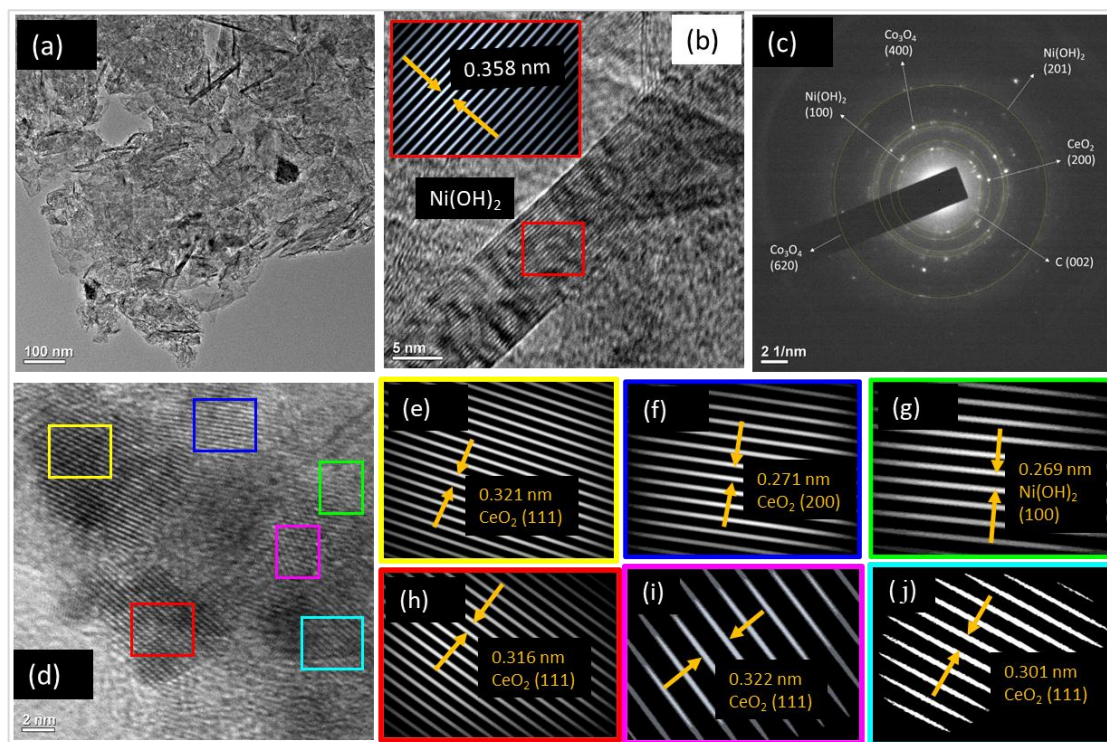 (a)
100 nm
(b)
0.358 nm
Ni(OH)₂
5 nm
(c)
Co₃O₄
(400)
Ni(OH)₂
(201)
Ni(OH)₂
(100)
CeO₂
(200)
Co₃O₄
(620)
C (002)
2 1/nm
(d)
2 nm
(e)
0.321 nm
CeO₂ (111)
(f)
0.271 nm
CeO₂ (200)
(g)
0.269 nm
Ni(OH)₂
(100)
(h)
0.316 nm
CeO₂ (111)
(i)
0.322 nm
CeO₂ (111)
(j)
0.301 nm
CeO₂ (111)